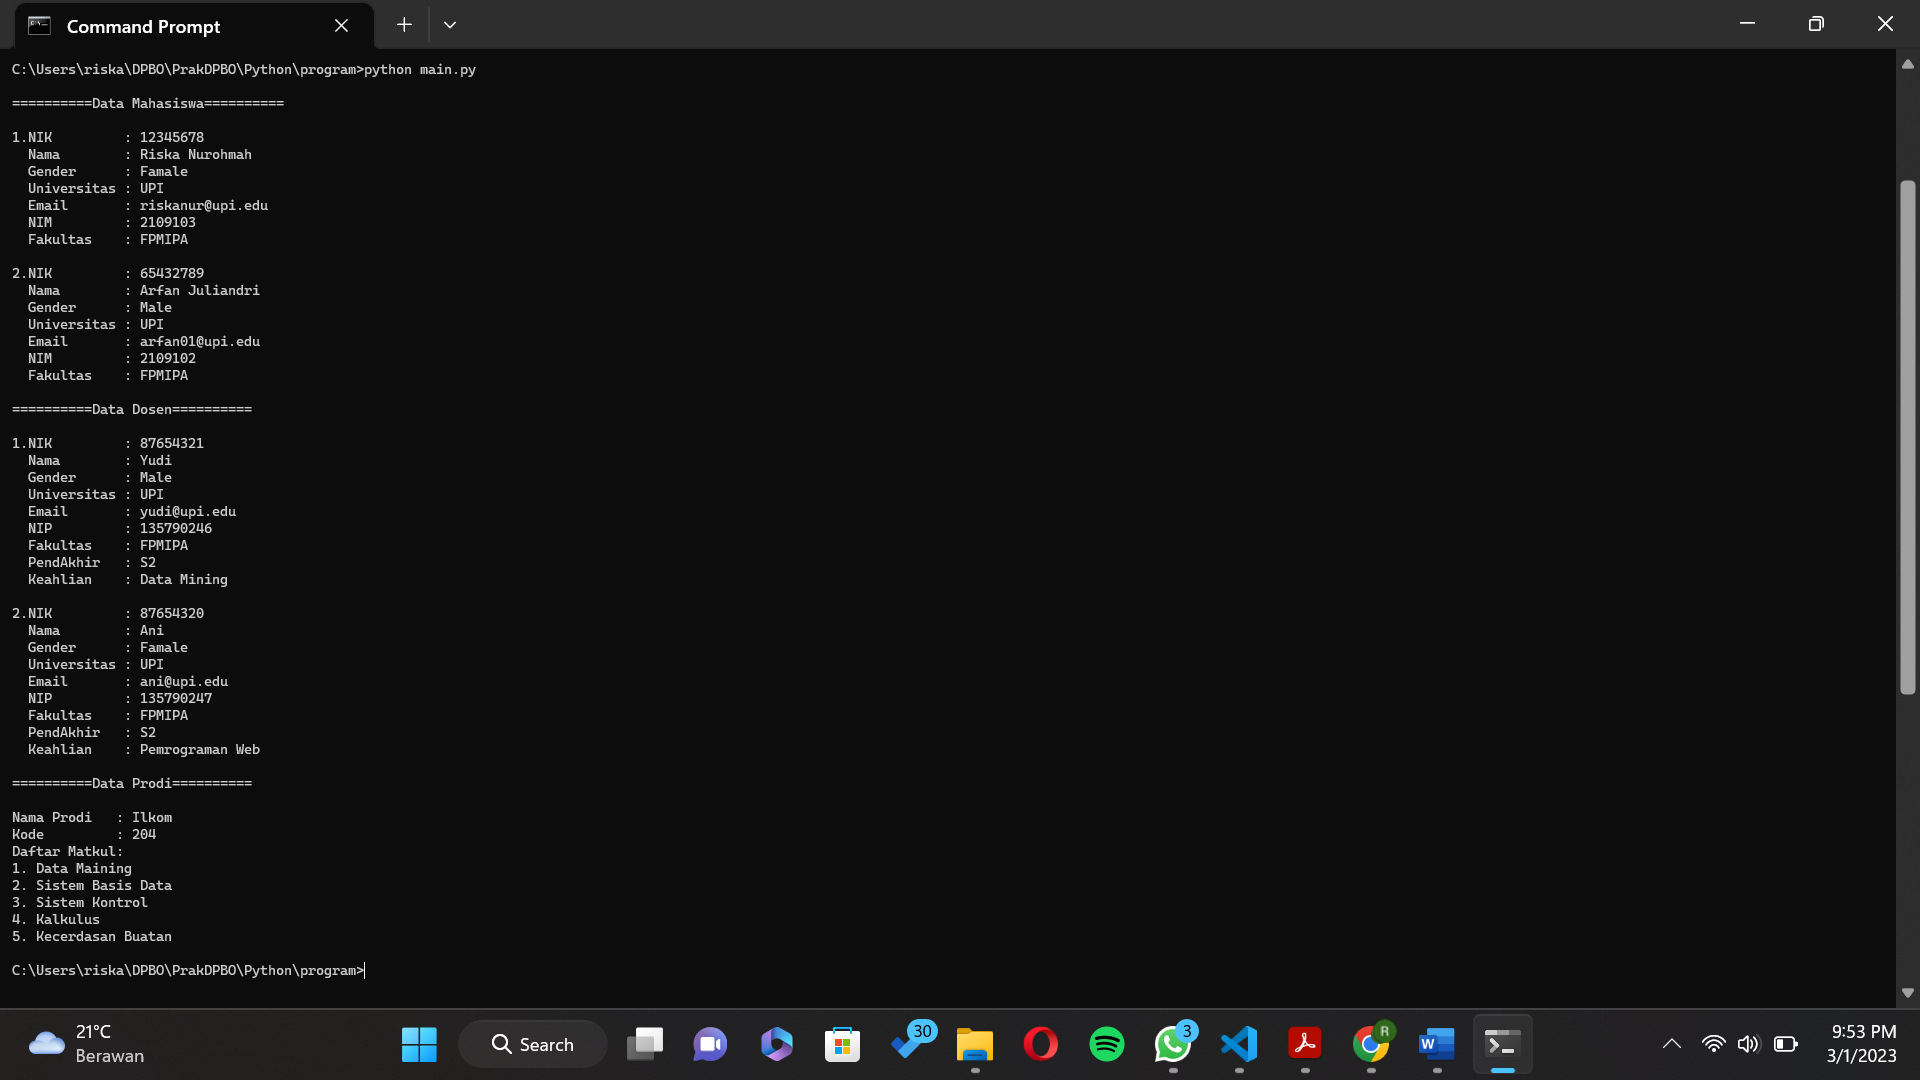 Command Prompt
C:\Users\riska\DPBO\PrakDPBO\Python\program>python main.py
==========Data Mahasiswa==========
1.NIK         : 12345678
  Nama        : Riska Nurohmah
  Gender      : Famale
  Universitas : UPI
  Email       : riskanur@upi.edu
  NIM         : 2109103
  Fakultas    : FPMIPA
2.NIK         : 65432789
  Nama        : Arfan Juliandri
  Gender      : Male
  Universitas : UPI
  Email       : arfan01@upi.edu
  NIM         : 2109102
  Fakultas    : FPMIPA
==========Data Dosen==========
1.NIK         : 87654321
  Nama        : Yudi
  Gender      : Male
  Universitas : UPI
  Email       : yudi@upi.edu
  NIP         : 135790246
  Fakultas    : FPMIPA
  PendAkhir   : S2
  Keahlian    : Data Mining
2.NIK         : 87654320
  Nama        : Ani
  Gender      : Famale
  Universitas : UPI
  Email       : ani@upi.edu
  NIP         : 135790247
  Fakultas    : FPMIPA
  PendAkhir   : S2
  Keahlian    : Pemrograman Web
==========Data Prodi==========
Nama Prodi   : Ilkom
Kode         : 204
Daftar Matkul:
1. Data Maining
2. Sistem Basis Data
3. Sistem Kontrol
4. Kalkulus
5. Kecerdasan Buatan
C:\Users\riska\DPBO\PrakDPBO\Python\program>
21°C
Berawan
Search
30
3
R
W
9:53 PM
3/1/2023